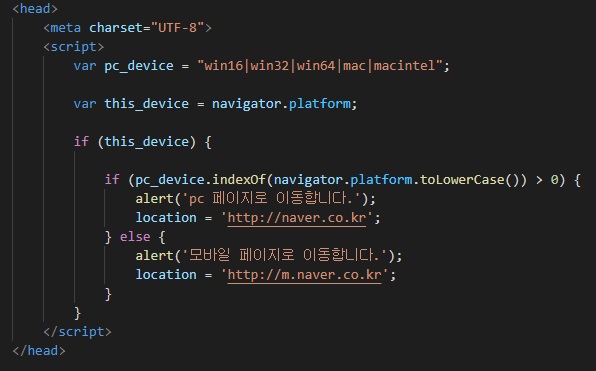 <head>
<meta charset="UTF-8">
<script>
var pc_device = "win16|win32|win64|mac|macintel";
var this_device = navigator.platform;
if (this_device) {
if (pc_device.indexOf(navigator.platform.toLowerCase()) > 0) {
alert('pc 페이지로 이동합니다.');
location = 'http://naver.co.kr';
} else {
alert('모바일 페이지로 이동합니다.');
location = 'http://m.naver.co.kr';
}
}
</script>
</head>